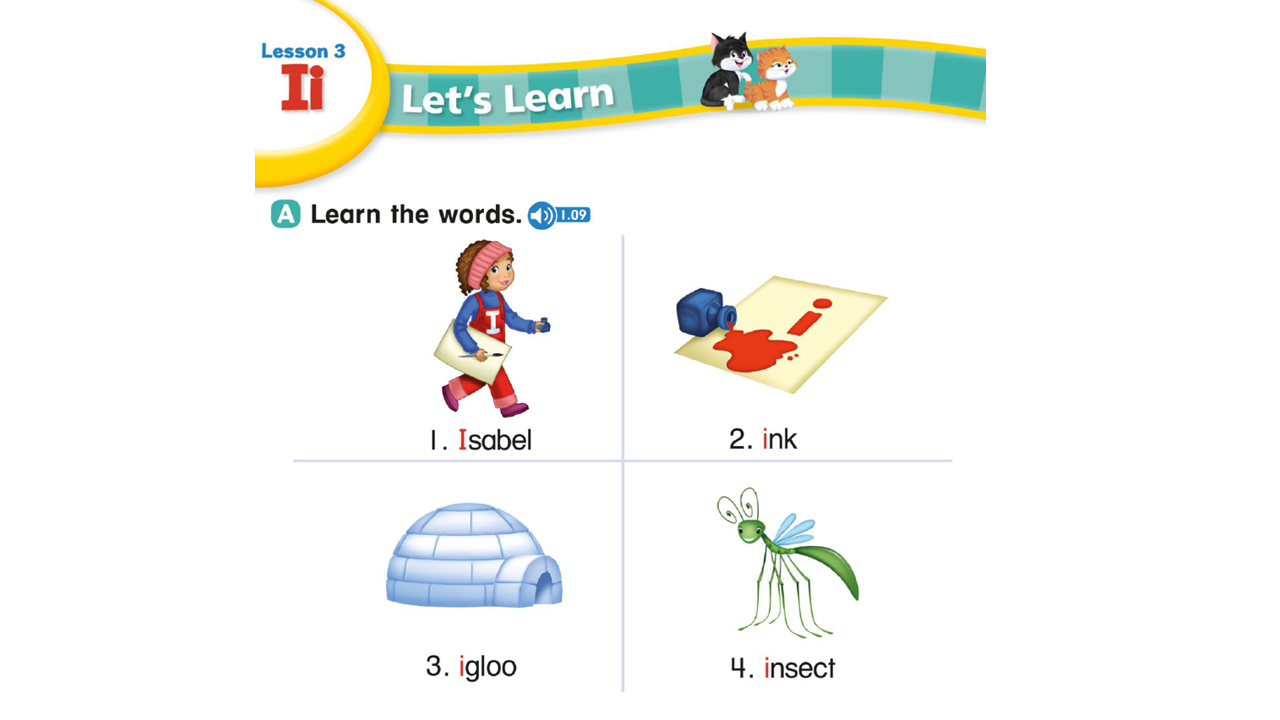 Lesson 3
Ii
Let's Learn
A Learn the words. 1.09
I
i
1. Isabel
2. ink
3. igloo
4. insect